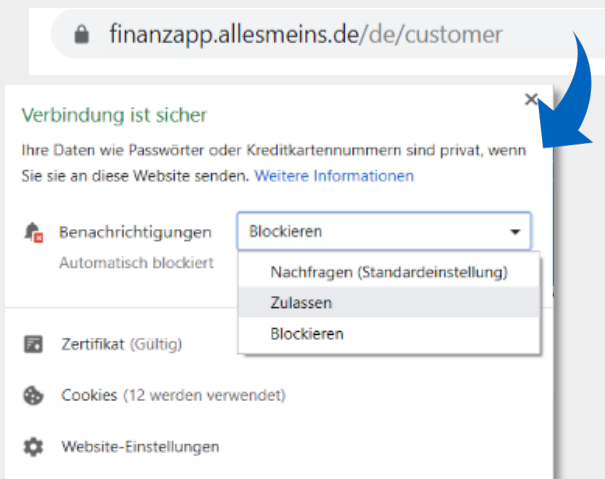 finanzapp.allesmeins.de/de/customer
Verbindung ist sicher
Ihre Daten wie Passwörter oder Kreditkartennummern sind privat, wenn
Sie sie an diese Website senden. Weitere Informationen
Benachrichtigungen Blockieren
Automatisch blockiert
Nachfragen (Standardeinstellung)
Zulassen
Blockieren
Zertifikat (Gültig)
Cookies (12 werden verwendet)
Website-Einstellungen